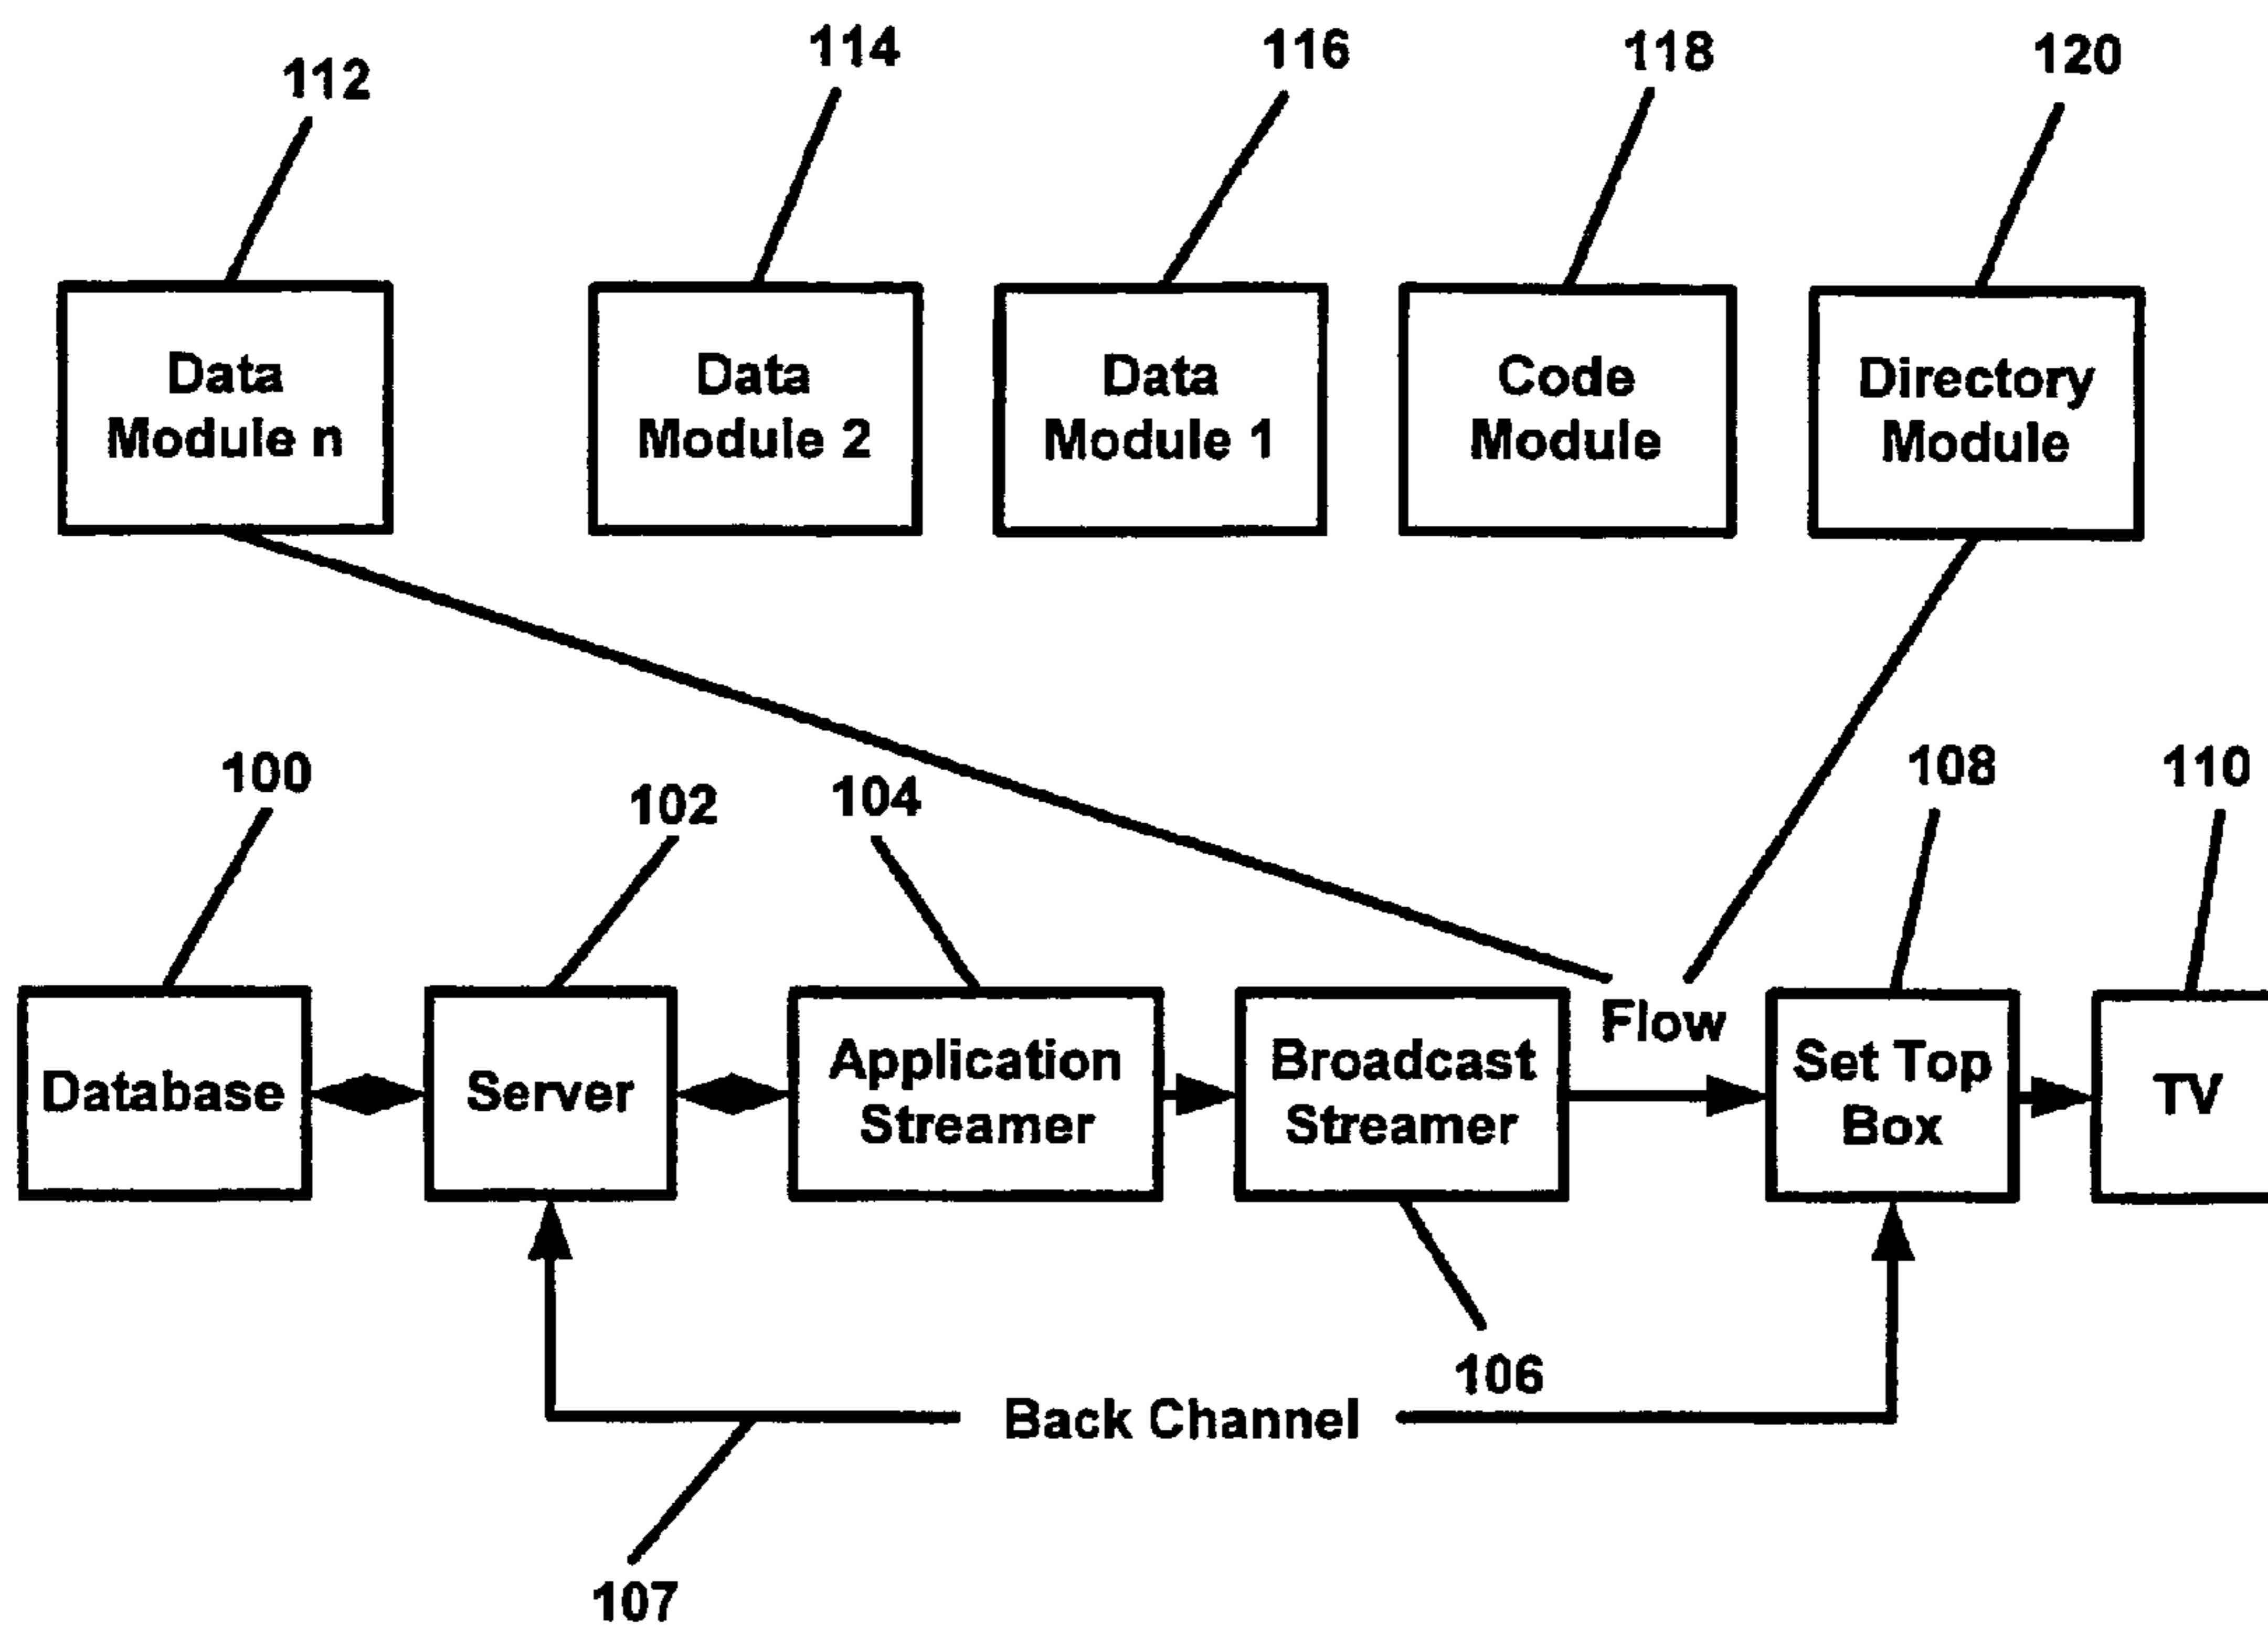 112
114
116
118
120
Data
Module n
Data
Module 2
Data
Module 1
Code
Module
Directory
Module
100
102
104
108
110
Database
Server
Application
Streamer
Broadcast
Streamer
Flow
Set Top
Box
TV
106
Back Channel
107